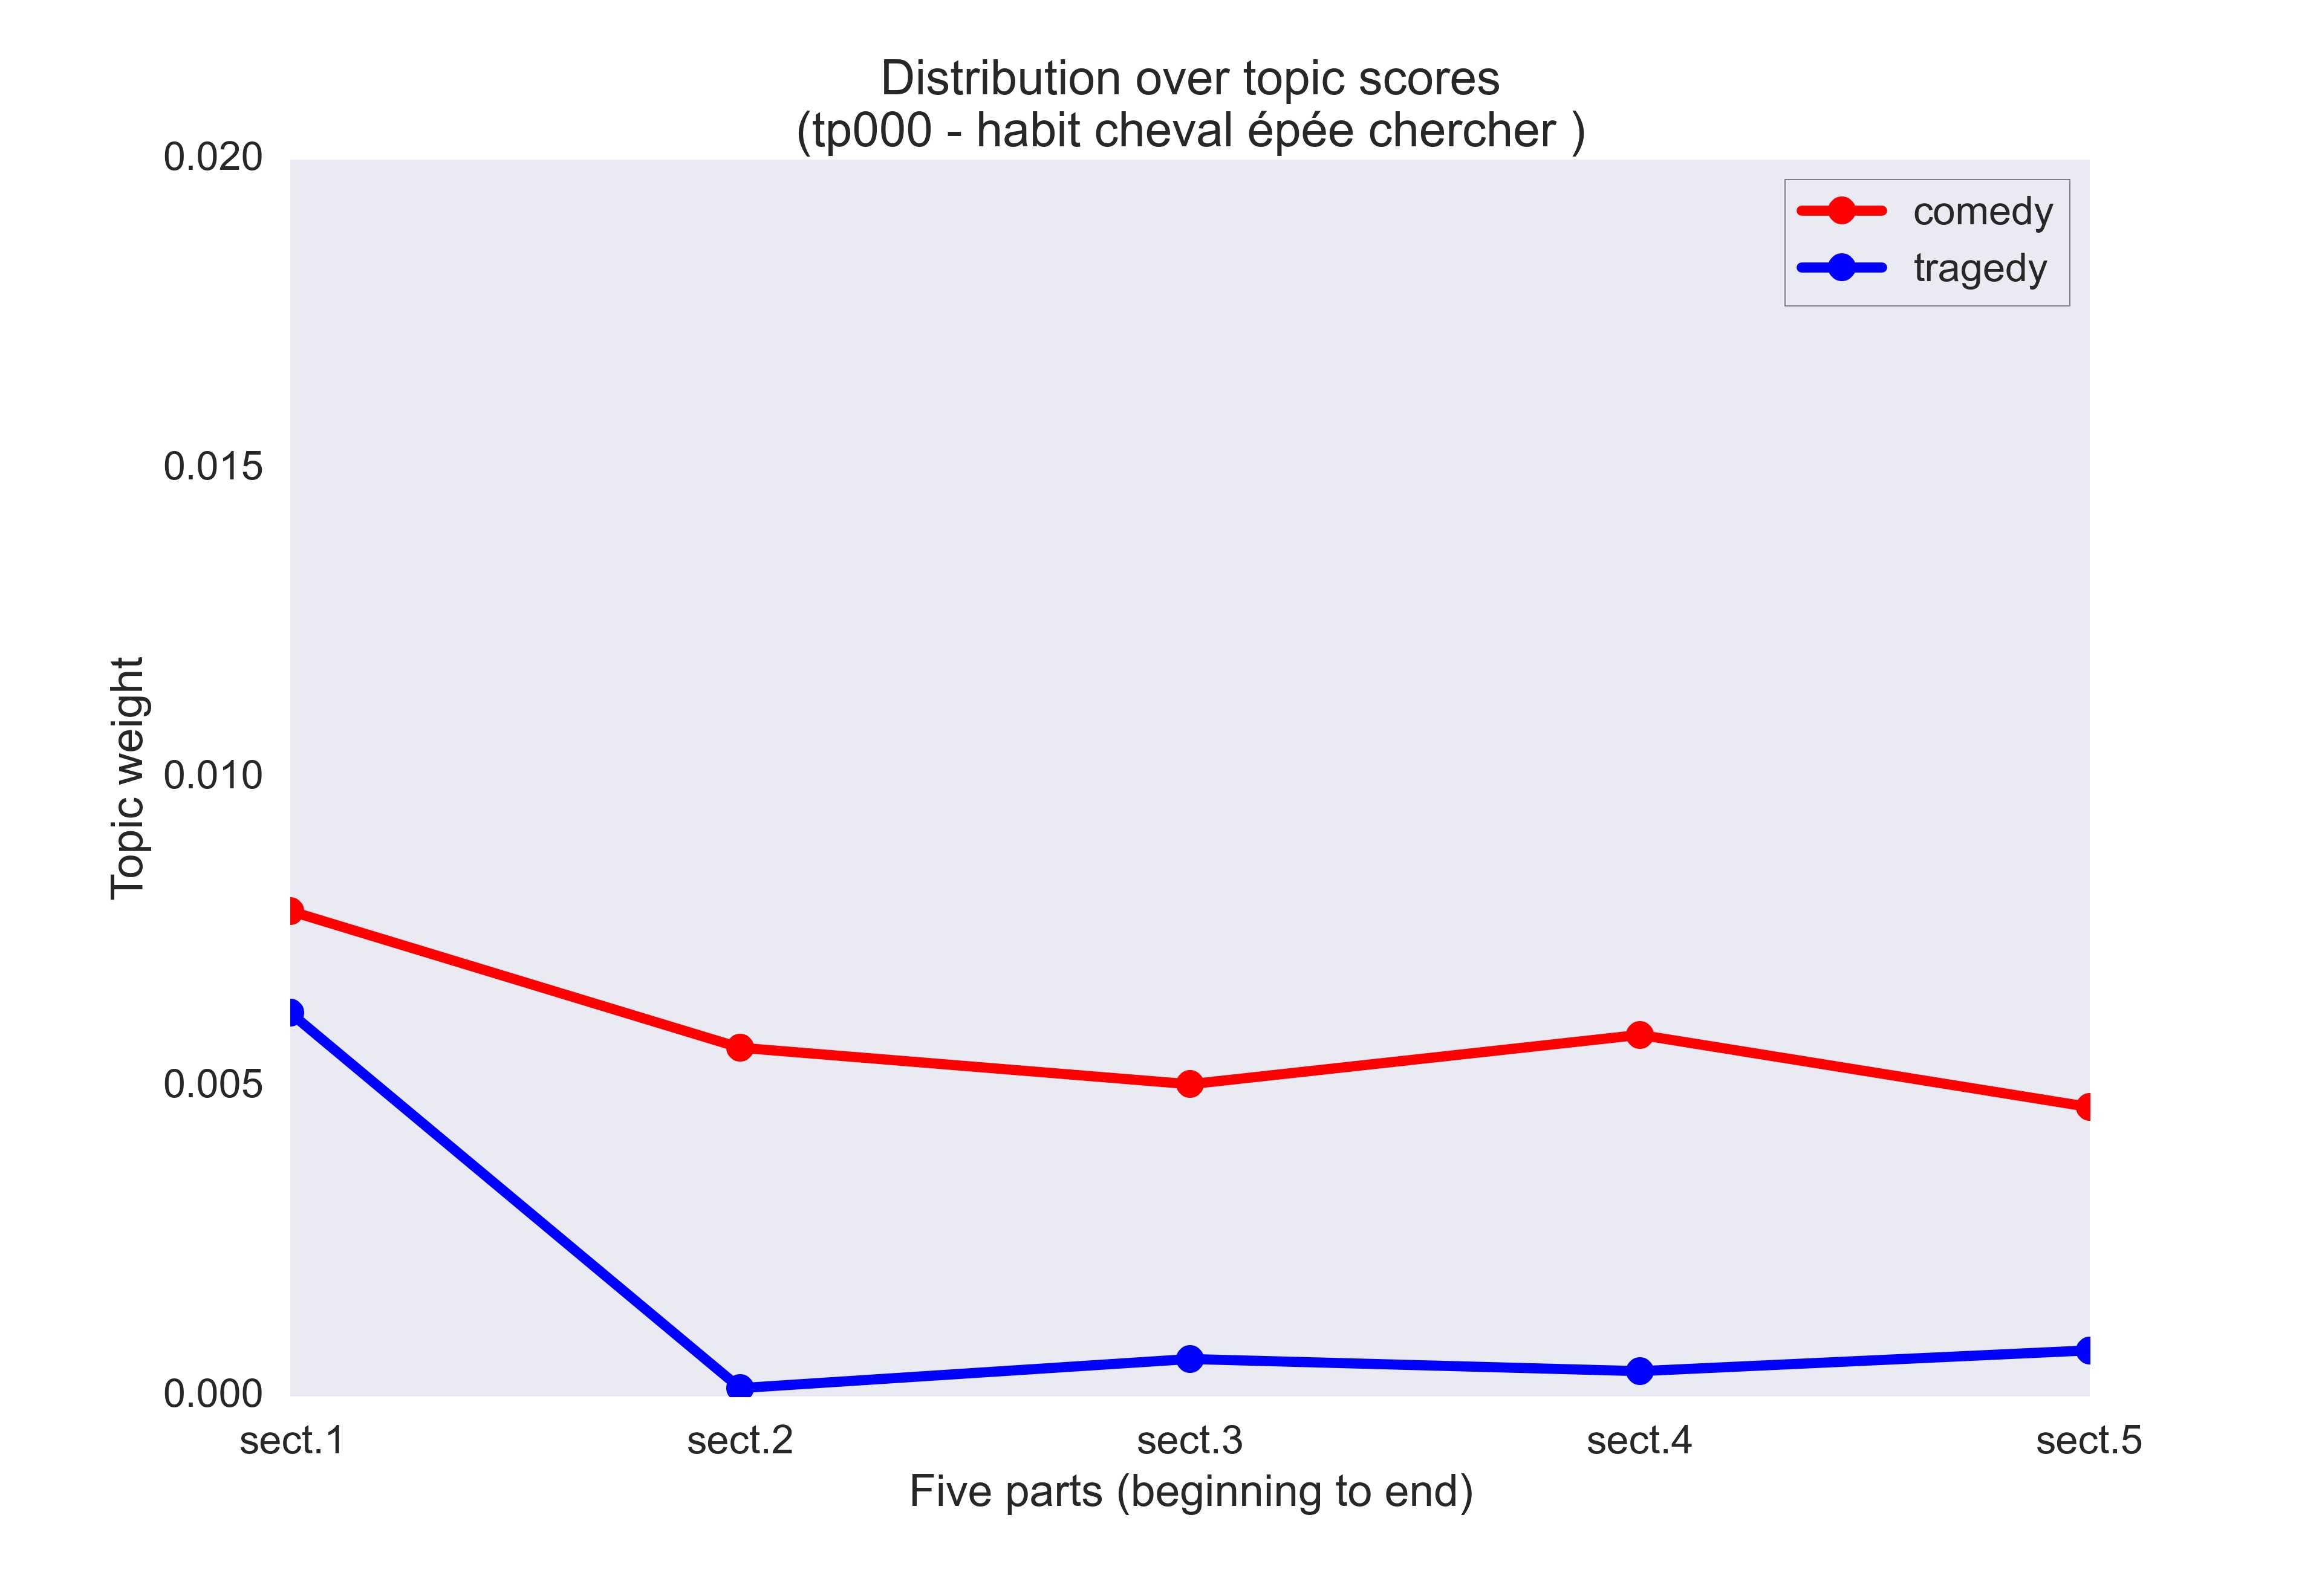 Distribution over topic scores
(tp000 - habit cheval épée chercher )
0.020
0.015
0.010
0.005
0.000
Topic weight
comedy
tragedy
sect.1 sect.2 sect.3 sect.4 sect.5
Five parts (beginning to end)